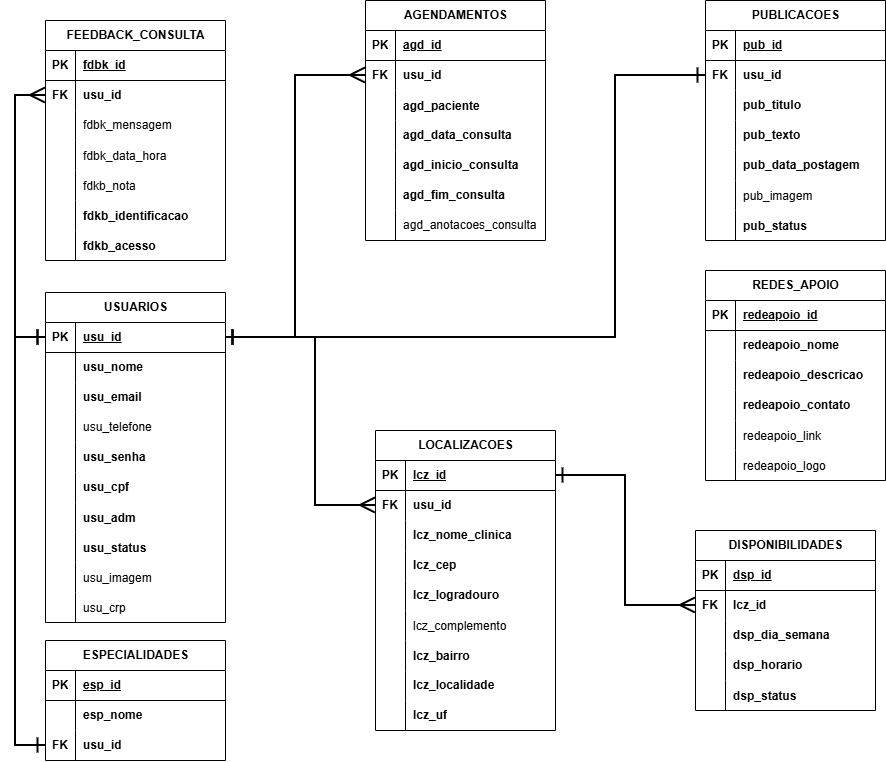 FEEDBACK_CONSULTA
PK fdbk_id
FK usu_id
fdbk_mensagem
fdbk_data_hora
fdkb_nota
fdkb_identificacao
fdkb_acesso
AGENDAMENTOS
PK agd_id
FK usu_id
agd_paciente
agd_data_consulta
agd_inicio_consulta
agd_fim_consulta
agd_anotacoes_consulta
PUBLICACOES
PK pub_id
FK usu_id
pub_titulo
pub_texto
pub_data_postagem
pub_imagem
pub_status
USUARIOS
PK usu_id
usu_nome
usu_email
usu_telefone
usu_senha
usu_cpf
usu_adm
usu_status
usu_imagem
usu_crp
REDES_APOIO
PK redeapoio_id
redeapoio_nome
redeapoio_descricao
redeapoio_contato
redeapoio_link
redeapoio_logo
LOCALIZACOES
PK lcz_id
FK usu_id
lcz_nome_clinica
lcz_cep
lcz_logradouro
lcz_complemento
lcz_bairro
lcz_localidade
lcz_uf
DISPONIBILIDADES
PK dsp_id
FK lcz_id
dsp_dia_semana
dsp_horario
dsp_status
ESPECIALIDADES
PK esp_id
esp_nome
FK usu_id